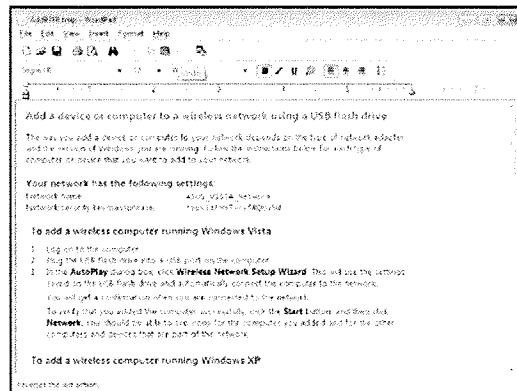 WordPad
File Edit View Insert Format Help
Add a device or computer to a wireless network using a USB flash drive
The way you add a device or computer to your network depends on the type of network adapter
and the version of Windows you are running. Follow the instructions below for each type of
computer or device that you want to add to your network.
Your network has the following settings
Network name
Network security key
To add a wireless computer running Windows Vista
1 Log on to the computer
2 Plug the USB flash drive into a USB port on the computer
3 In the AutoPlay dialog box, click Wireless Network Setup Wizard. This will use the settings
saved on the USB flash drive and automatically connect the computer to the network.
You will get a confirmation when you are connected to the network.
To verify that you added the computer successfully, click the Start button, and then click
Network. You should be able to see icons for the computer you added and for the other
computers and devices that are part of the network.
To add a wireless computer running Windows XP